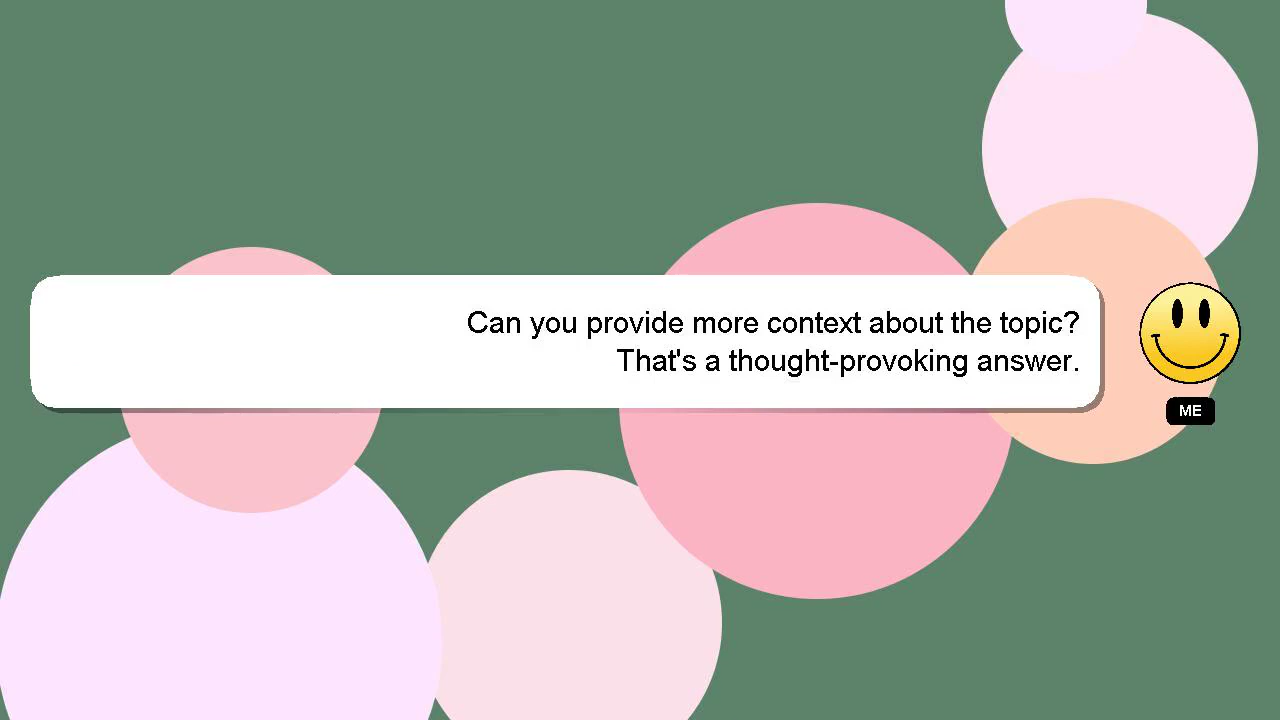 Can you provide more context about the topic?
That's a thought-provoking answer.
ME